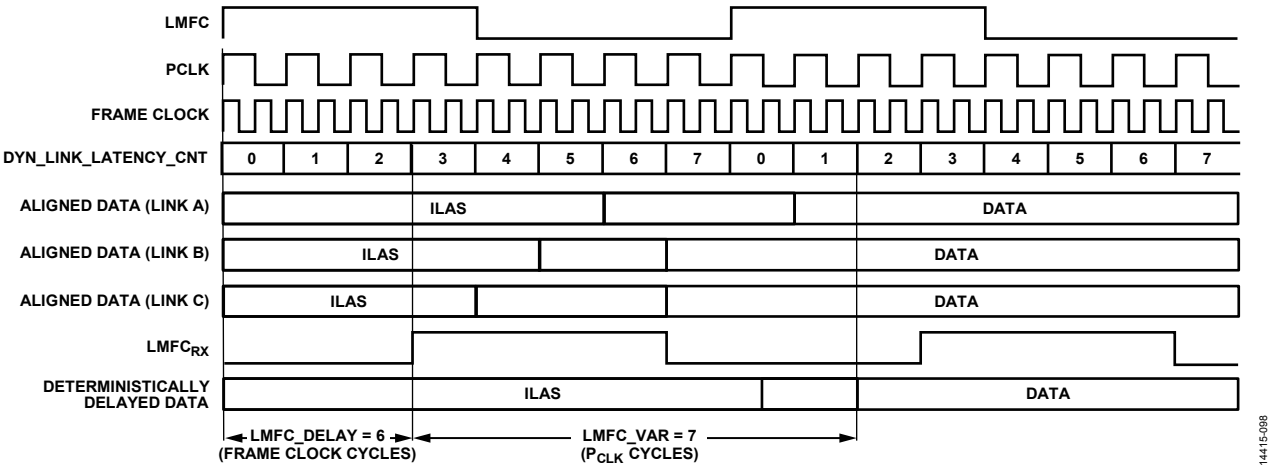 LMFC
PCLK
FRAME CLOCK
DYN_LINK_LATENCY_CNT 0 1 2 3 4 5 6 7 0 1 2 3 4 5 6 7
ALIGNED DATA (LINK A) ILAS DATA
ALIGNED DATA (LINK B) ILAS DATA
ALIGNED DATA (LINK C) ILAS DATA
LMFCRX
DETERMINISTICALLY
DELAYED DATA
ILAS DATA
LMFC_DELAY = 6
(FRAME CLOCK CYCLES)
LMFC_VAR = 7
(PCLK CYCLES)
14415-098